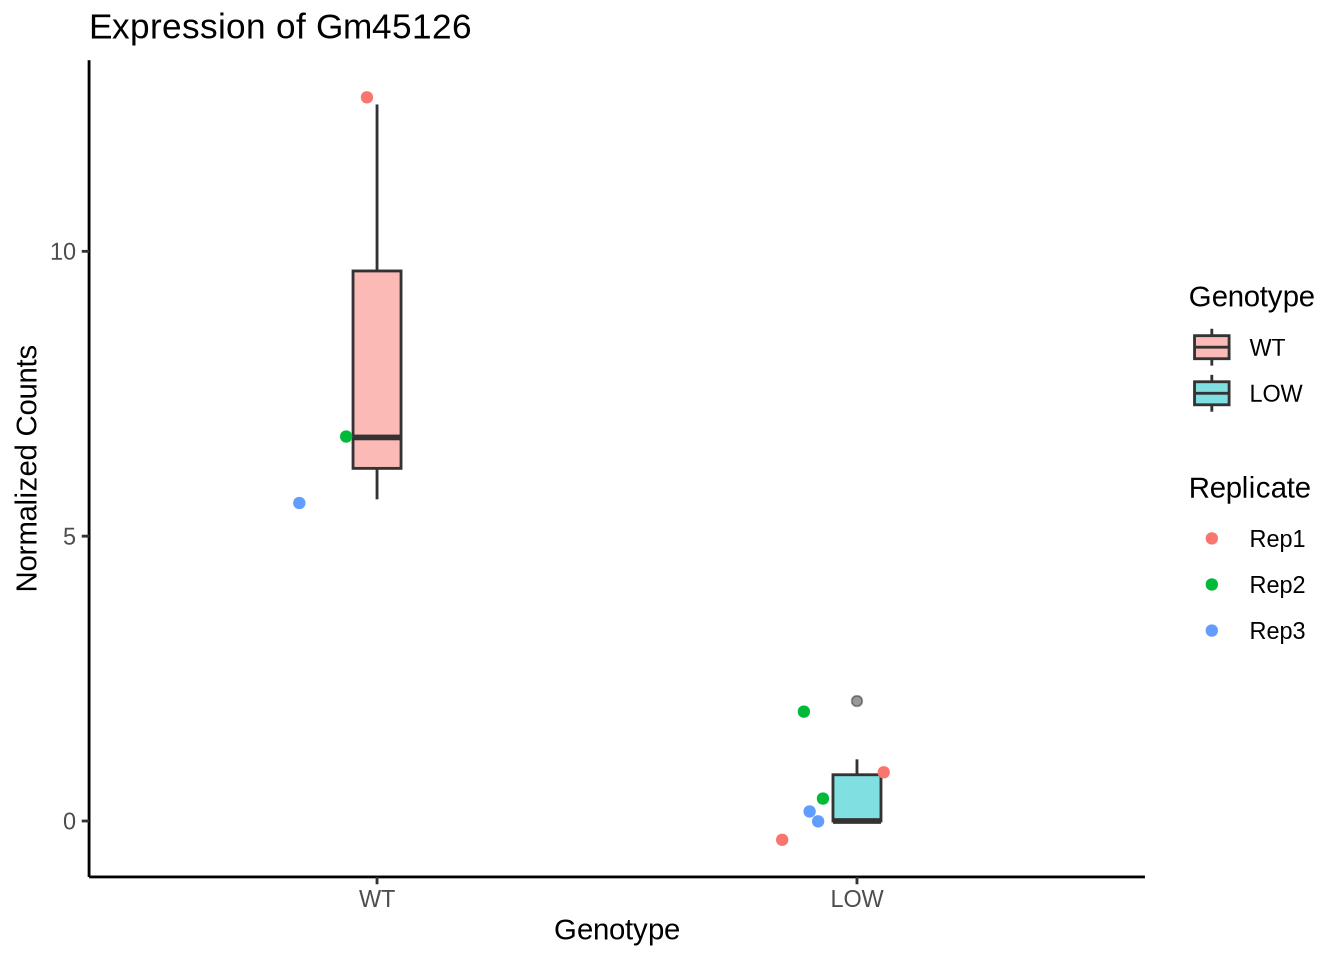 Expression of Gm45126
Normalized Counts
10
5
0
WT
LOW
Genotype
Genotype
WT
LOW
Replicate
Rep1
Rep2
Rep3